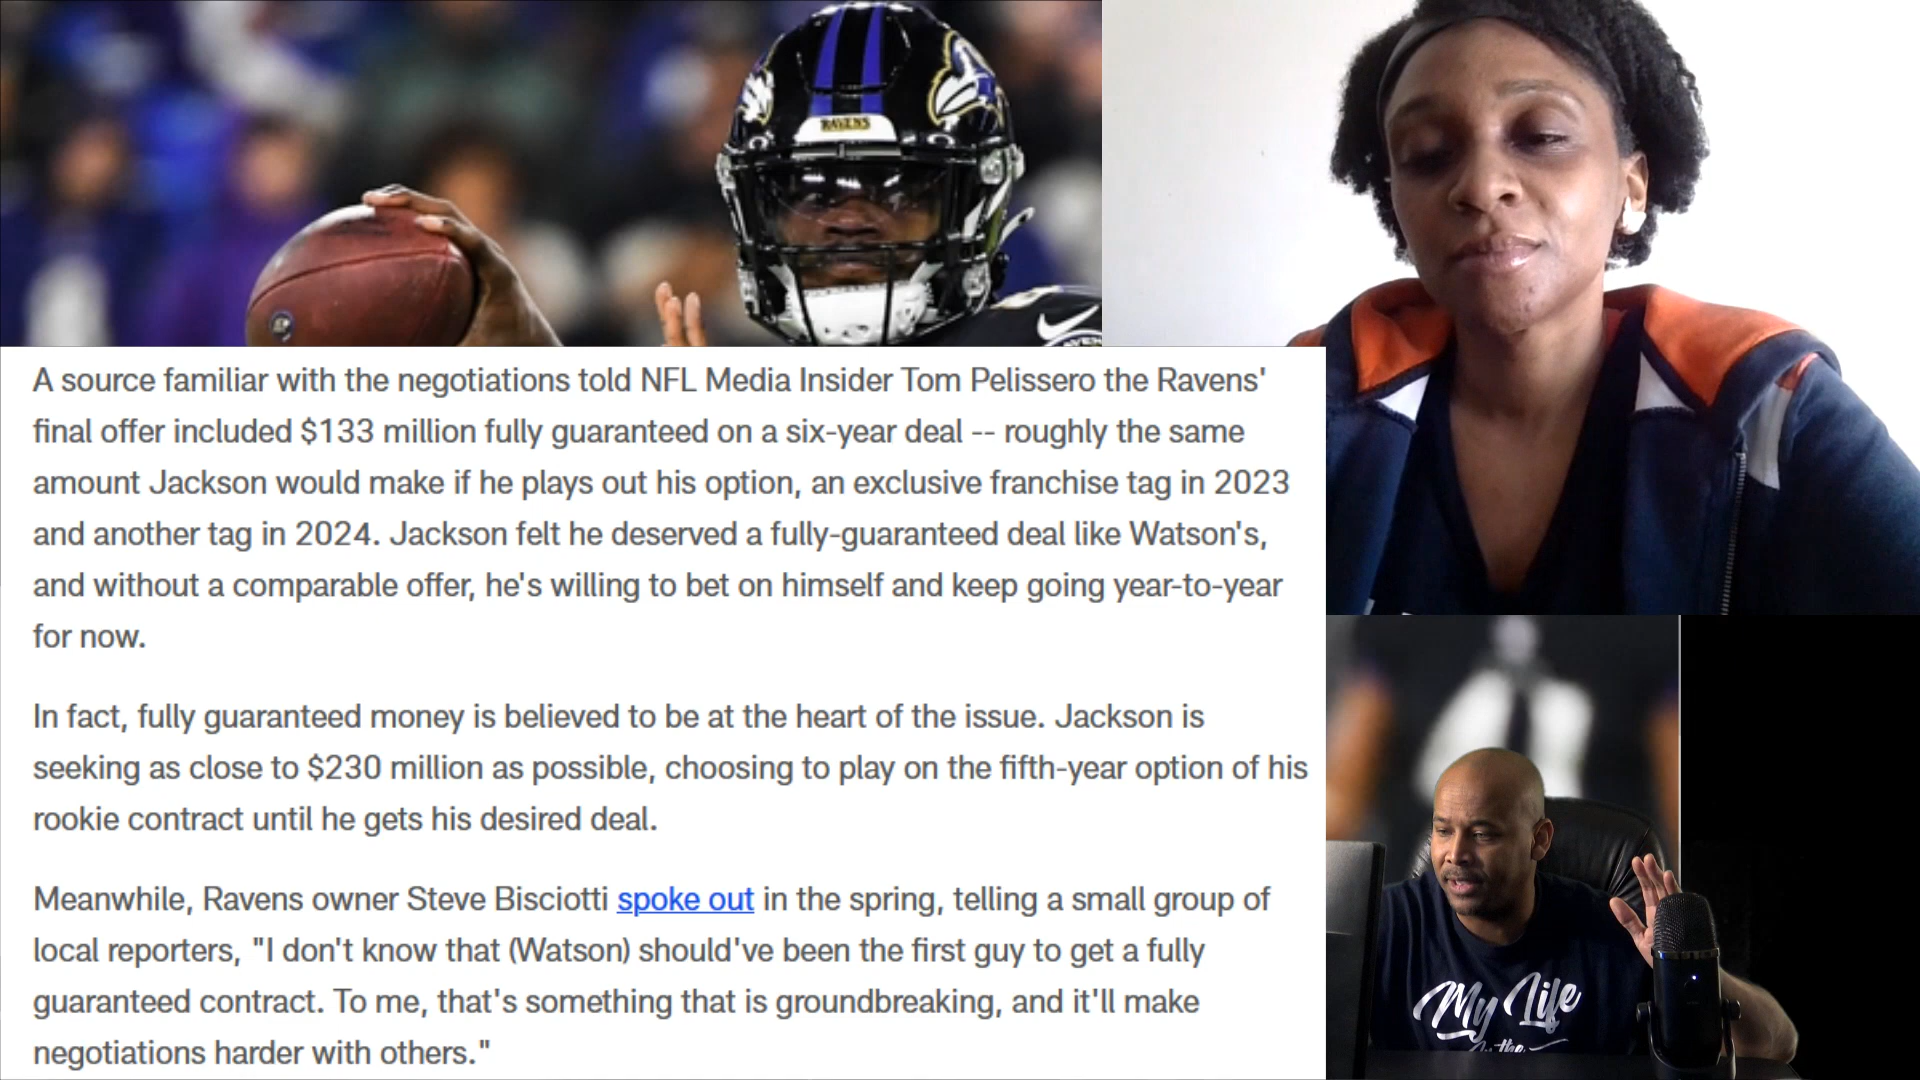 RAVENS
A source familiar with the negotiations told NFL Media Insider Tom Pelissero the Ravens'
final offer included $133 million fully guaranteed on a six-year deal -- roughly the same
amount Jackson would make if he plays out his option, an exclusive franchise tag in 2023
and another tag in 2024. Jackson felt he deserved a fully-guaranteed deal like Watson's,
and without a comparable offer, he's willing to bet on himself and keep going year-to-year
for now.
In fact, fully guaranteed money is believed to be at the heart of the issue. Jackson is
seeking as close to $230 million as possible, choosing to play on the fifth-year option of his
rookie contract until he gets his desired deal.
Meanwhile, Ravens owner Steve Bisciotti spoke out in the spring, telling a small group of
local reporters, "I don't know that (Watson) should've been the first guy to get a fully
guaranteed contract. To me, that's something that is groundbreaking, and it'll make
negotiations harder with others."
My Life
In the